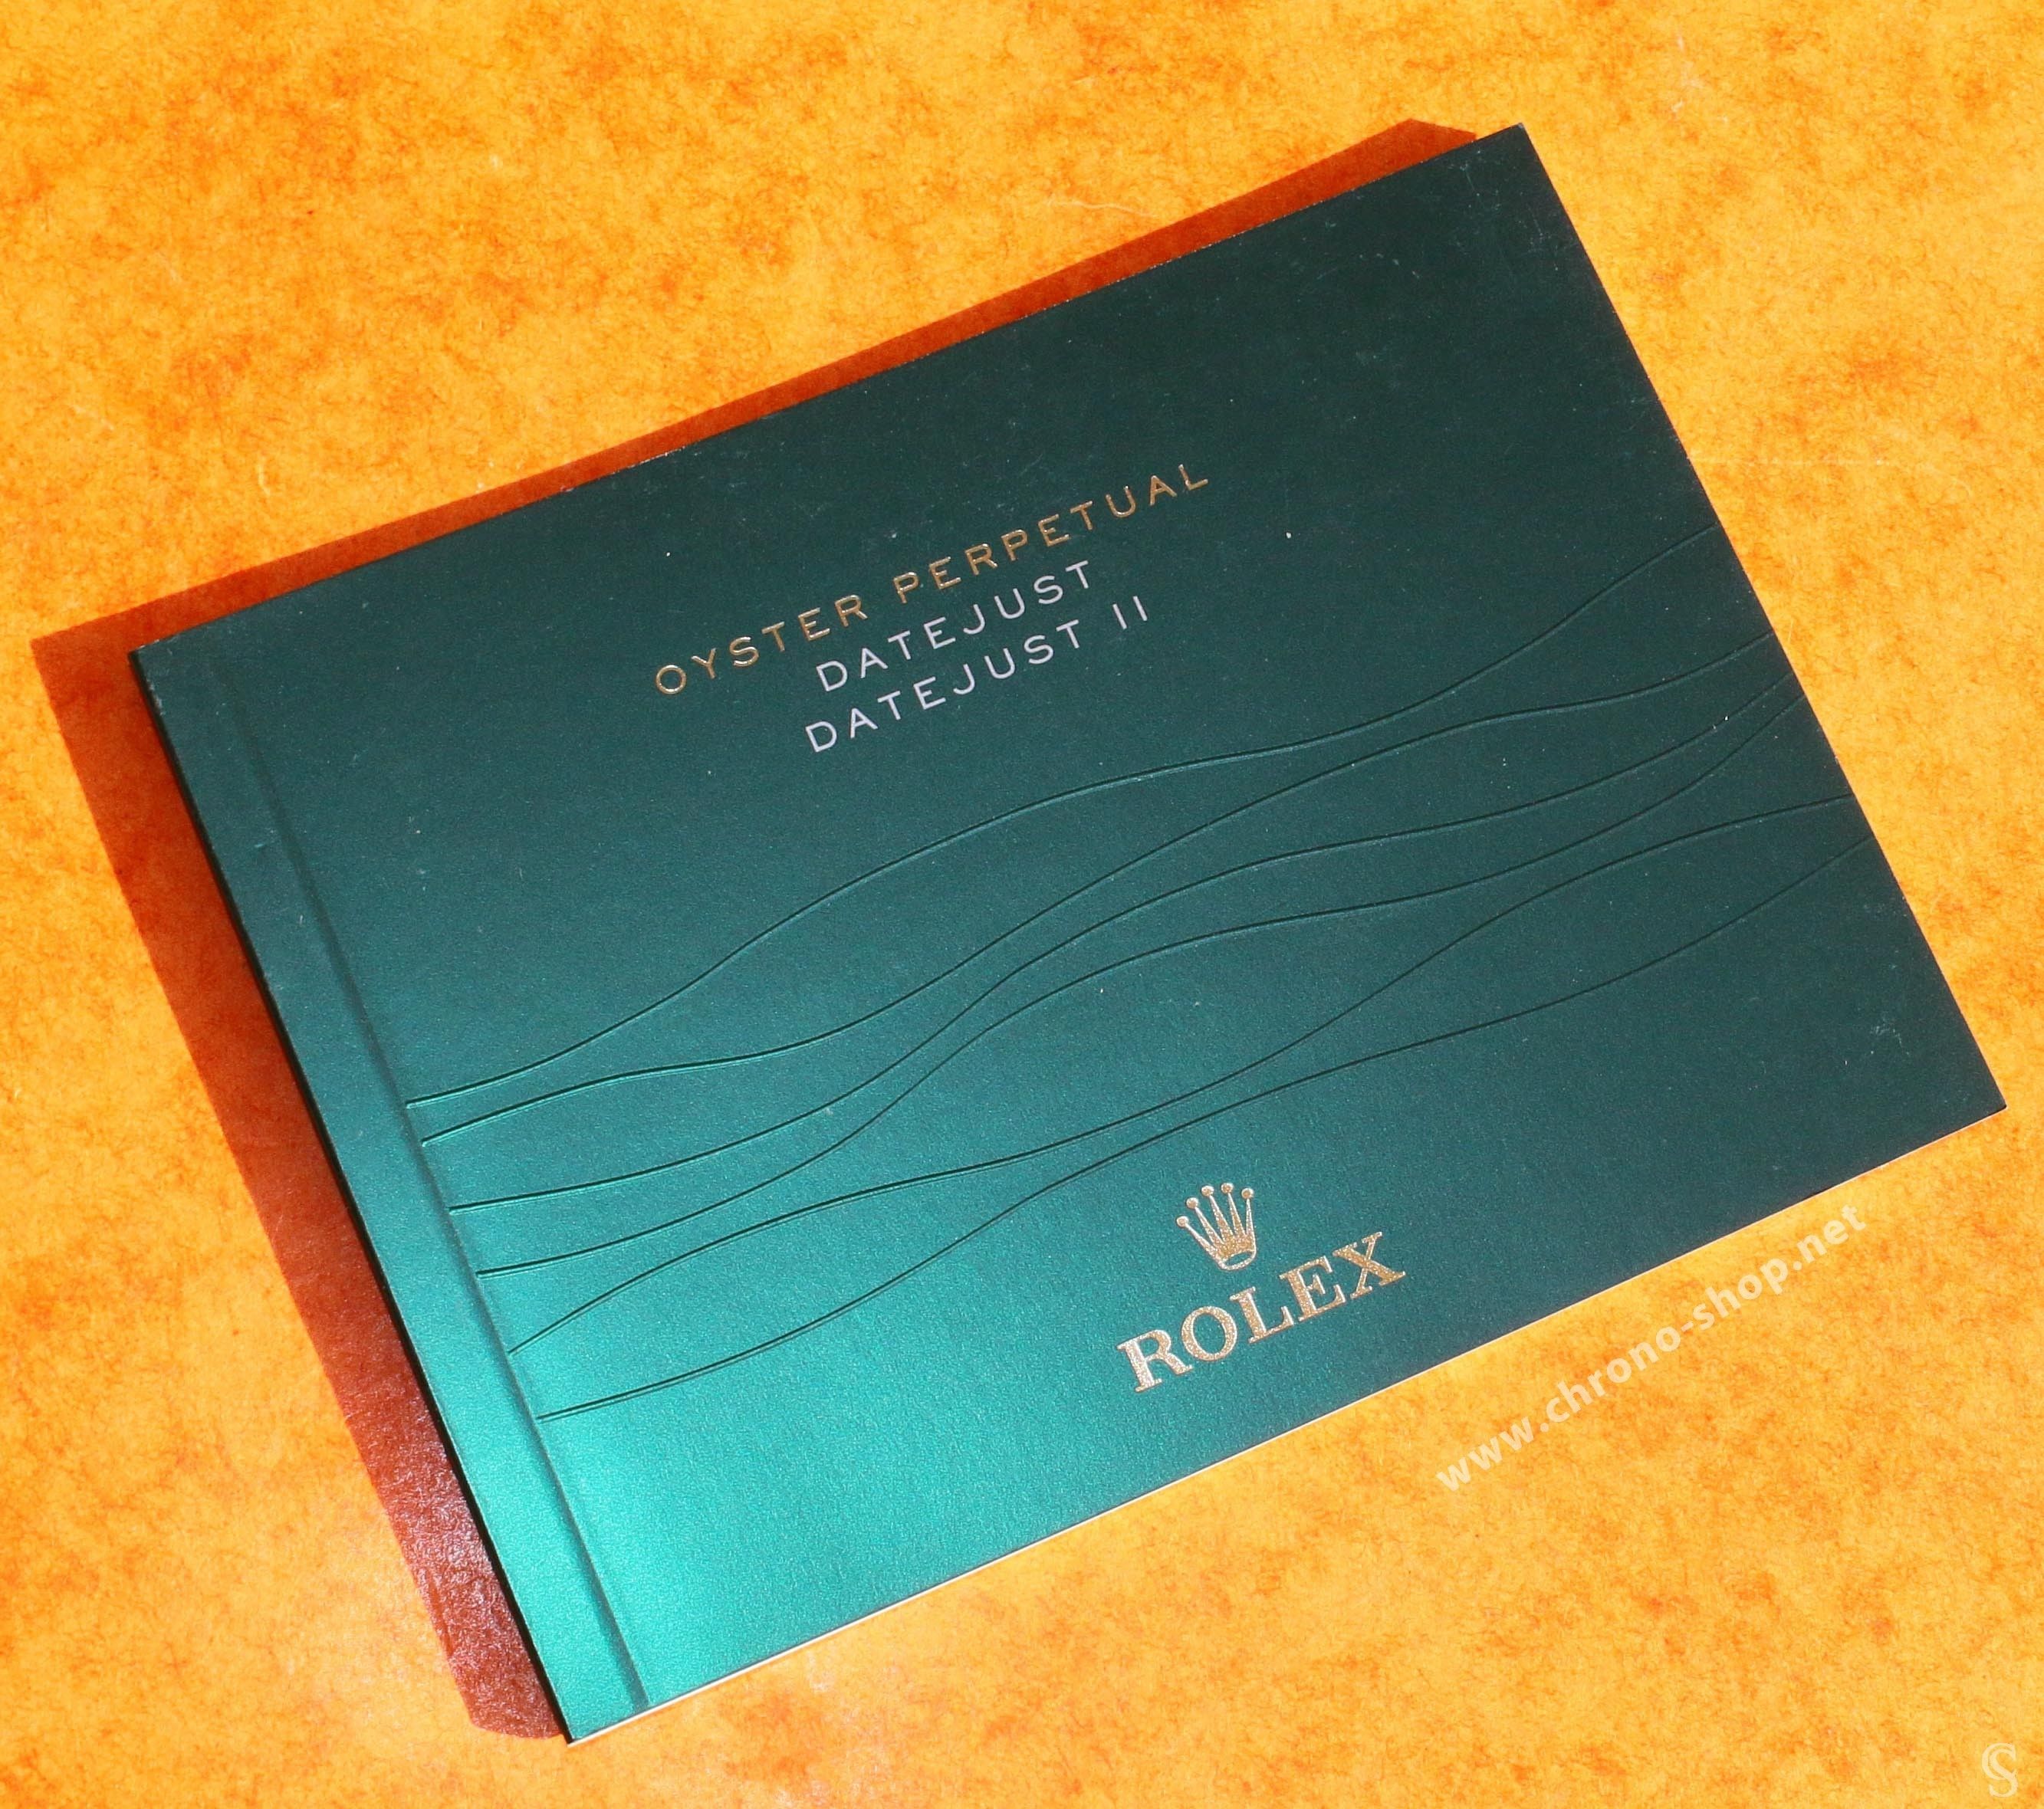 OYSTER PERPETUAL
DATEJUST
DATEJUST II
ROLEX
www.chrono-shop.net